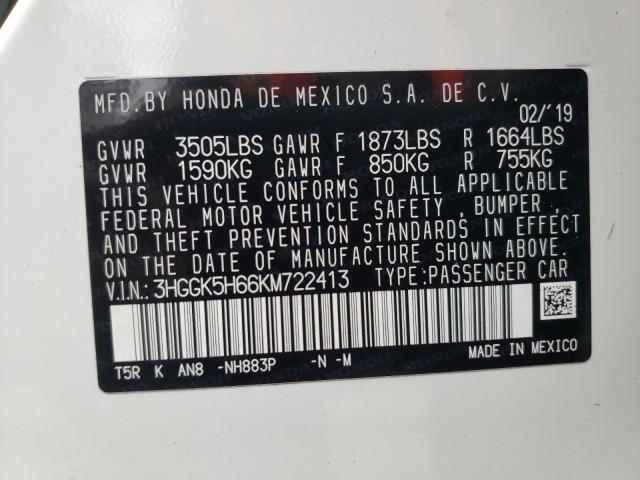 MFD.BY HONDA DE MEXICO S.A. DE C.V.
02/'19
GVWR 3505LBS GAWR F 1873LBS R 1664LBS
GVWR 1590KG GAWR F 850KG R 755KG
THIS VEHICLE CONFORMS TO ALL APPLICABLE
FEDERAL MOTOR VEHICLE SAFETY , BUMPER ,
AND THEFT PREVENTION STANDARDS IN EFFECT
ON THE DATE OF MANUFACTURE SHOWN ABOVE.
V.I.N.: 3HGGK5H66KM722413 TYPE:PASSENGER CAR
T5R K AN8 -NH883P -N -M MADE IN MEXICO